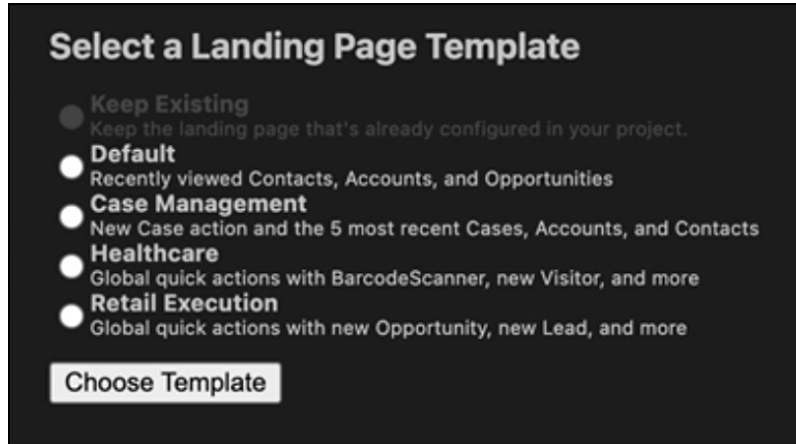 Select a Landing Page Template
Keep Existing
Keep the landing page that's already configured in your project.
Default
Recently viewed Contacts, Accounts, and Opportunities
Case Management
New Case action and the 5 most recent Cases, Accounts, and Contacts
Healthcare
Global quick actions with BarcodeScanner, new Visitor, and more
Retail Execution
Global quick actions with new Opportunity, new Lead, and more
Choose Template